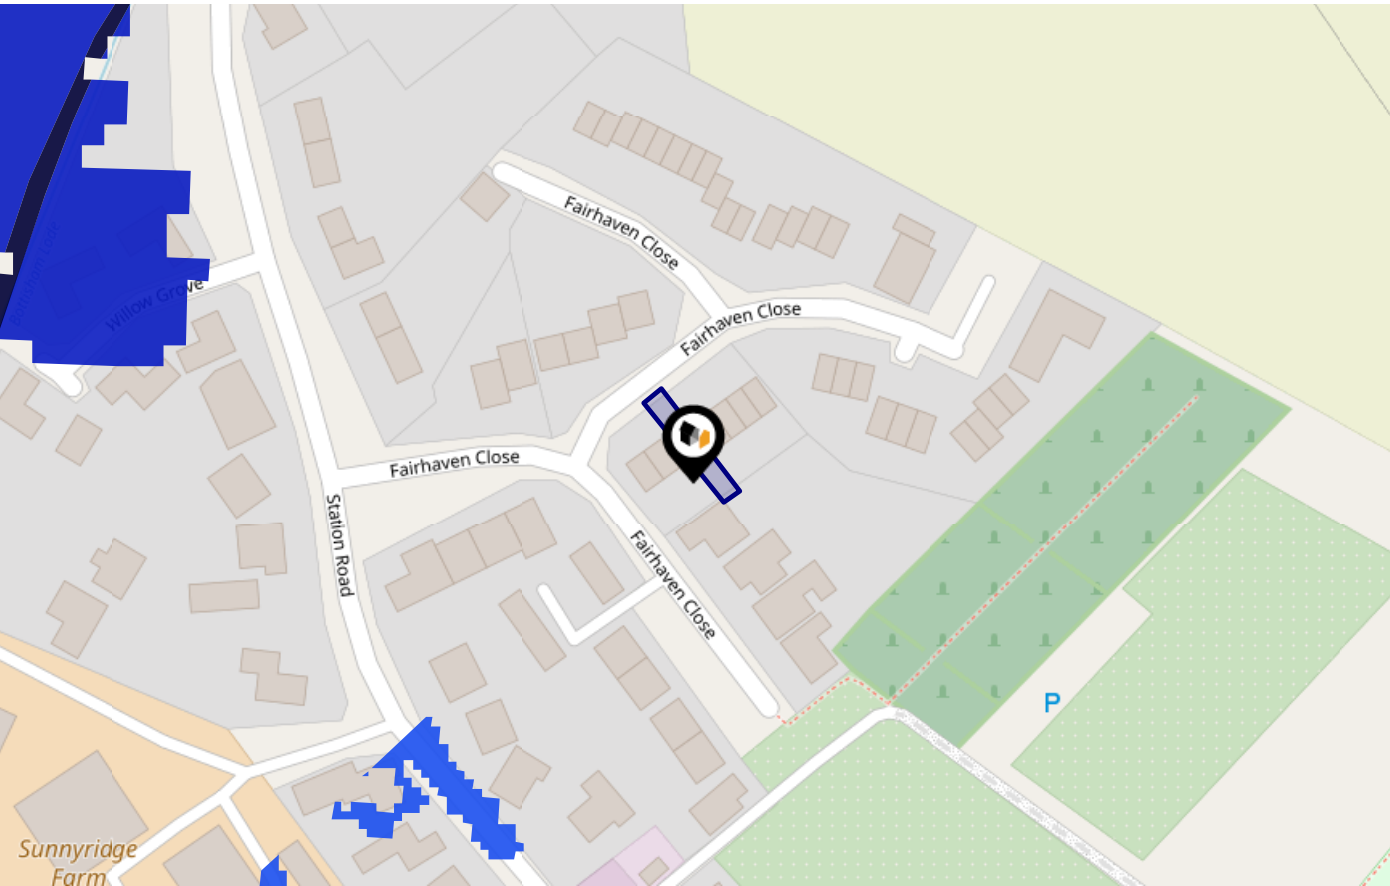 Fairhaven Close
Fairhaven Close
Willow Grove
Fairhaven Close
Station Road
Fairhaven Close
P
Sunnyridge
Farm